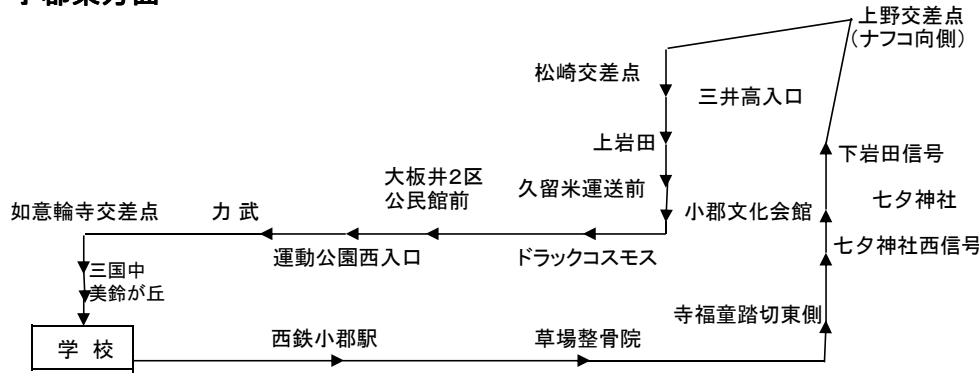 上野交差点
（ナフコ向側）
松崎交差点
三井高入口
上岩田
下岩田信号
大板井2区
公民館前
久留米運送前
七夕神社
如意輪寺交差点
力 武
小郡文化会館
運動公園西入口
ドラックコスモス
七夕神社西信号
三国中
美鈴が丘
寺福童踏切東側
学 校
西鉄小郡駅
草場整骨院